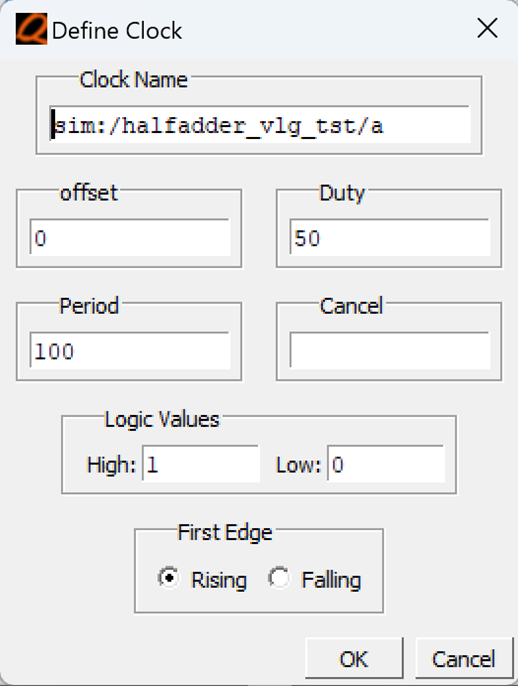 Define Clock
Clock Name
sim:/halfadder_vlg_tst/a
offset
Duty
0
50
Period
Cancel
100
Logic Values
High: 1 Low: 0
First Edge
Rising Falling
OK Cancel